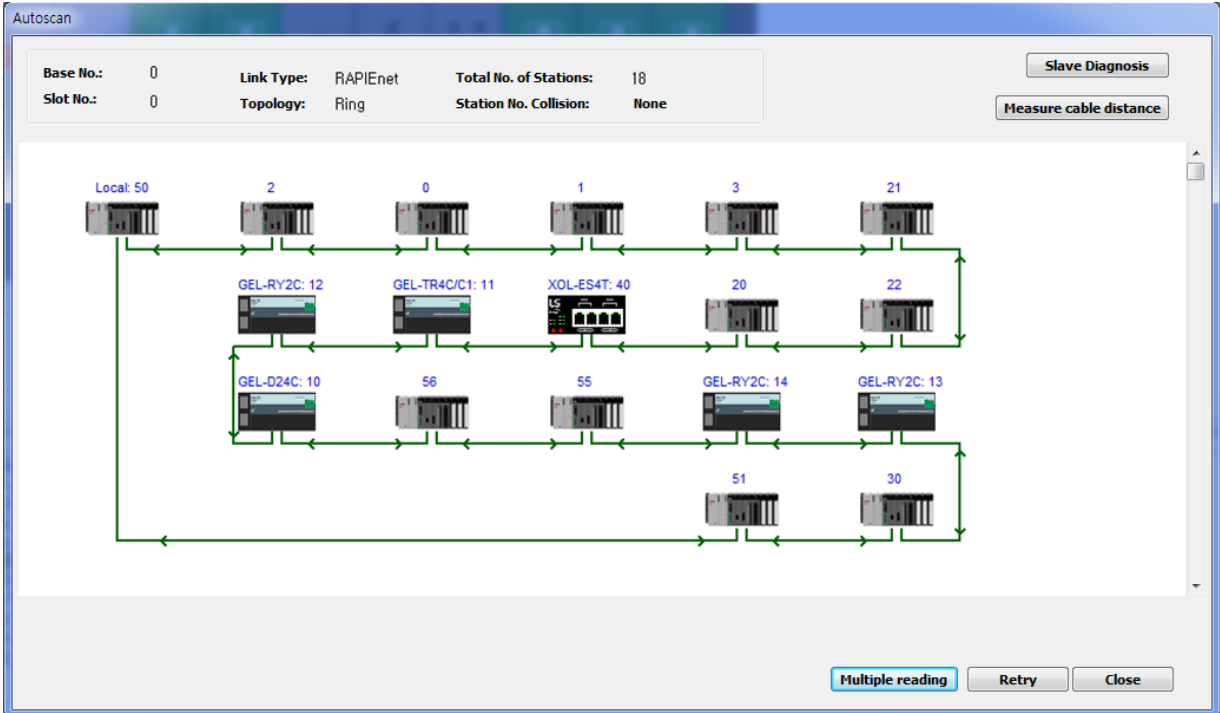 Autoscan
Base No.: 0 Link Type: RAPIEnet Total No. of Stations: 18 Slave Diagnosis
Slot No.: 0 Topology: Ring Station No. Collision: None Measure cable distance
Local: 50 2 0 1 3 21
GEL-RY2C: 12 GEL-TR4C/C1: 11 XOL-ES4T: 40 20 22
LS
GEL-D24C: 10 56 55 GEL-RY2C: 14 GEL-RY2C: 13
51 30
Multiple reading Retry Close